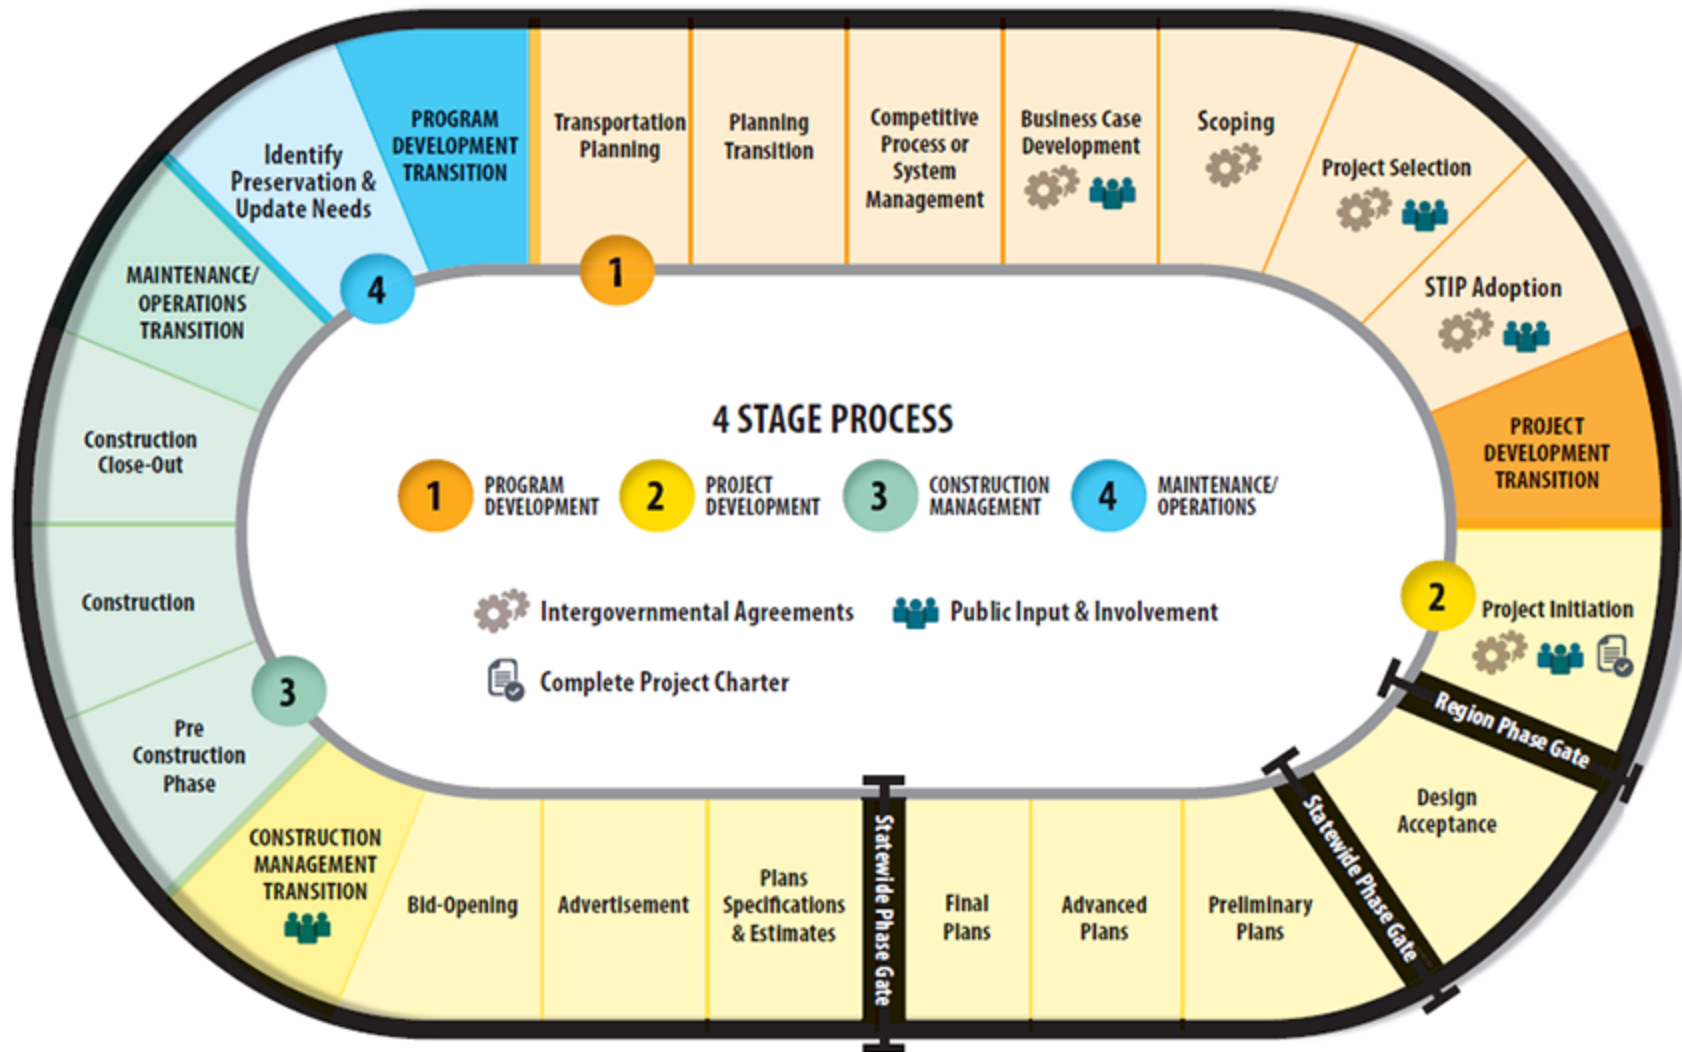 PROGRAM
DEVELOPMENT
TRANSITION
Transportation
Planning
Planning
Transition
Competitive
Process or
System
Management
Business Case
Development
Scoping
Project Selection
STIP Adoption
PROJECT
DEVELOPMENT
TRANSITION
Project Initiation
Region Phase Gate
Design
Acceptance
Statewide Phase Gate
Preliminary
Plans
Advanced
Plans
Final
Plans
Statewide Phase Gate
Plans
Specifications
& Estimates
Advertisement
Bid-Opening
CONSTRUCTION
MANAGEMENT
TRANSITION
Pre
Construction
Phase
Construction
Construction
Close-Out
MAINTENANCE/
OPERATIONS
TRANSITION
Identify
Preservation &
Update Needs
1
2
3
4
4 STAGE PROCESS
1
PROGRAM
DEVELOPMENT
2
PROJECT
DEVELOPMENT
3
CONSTRUCTION
MANAGEMENT
4
MAINTENANCE/
OPERATIONS
Intergovernmental Agreements
Public Input & Involvement
Complete Project Charter